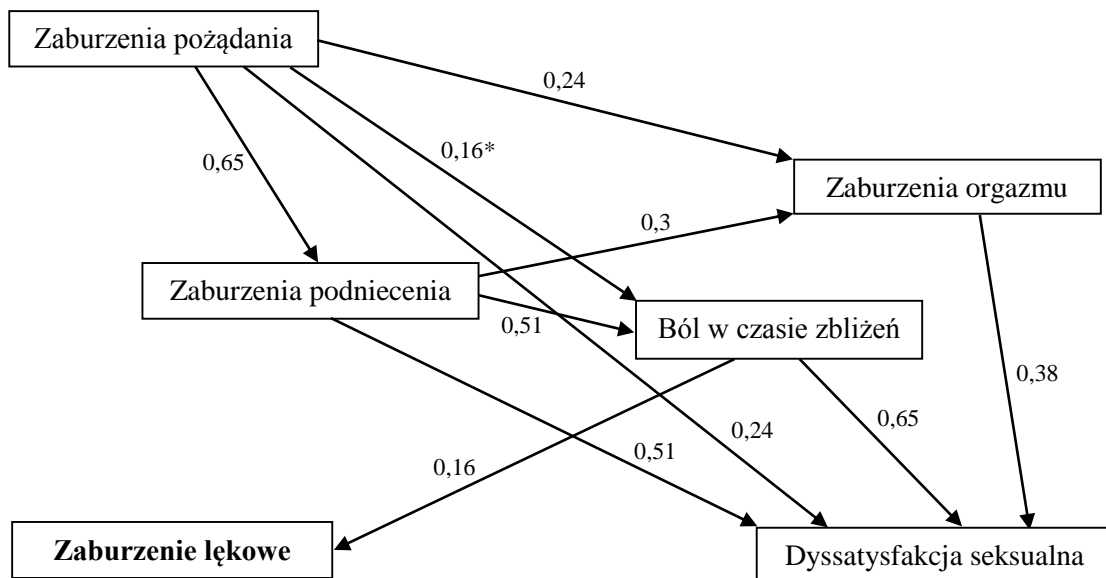 Zaburzenia pożądania
0,24
0,16*
0,65
Zaburzenia orgazmu
0,3
Zaburzenia podniecenia
0,51
Ból w czasie zbliżeń
0,38
0,65
0,24
0,51
0,16
Zaburzenie lękowe
Dyssatysfakcja seksualna